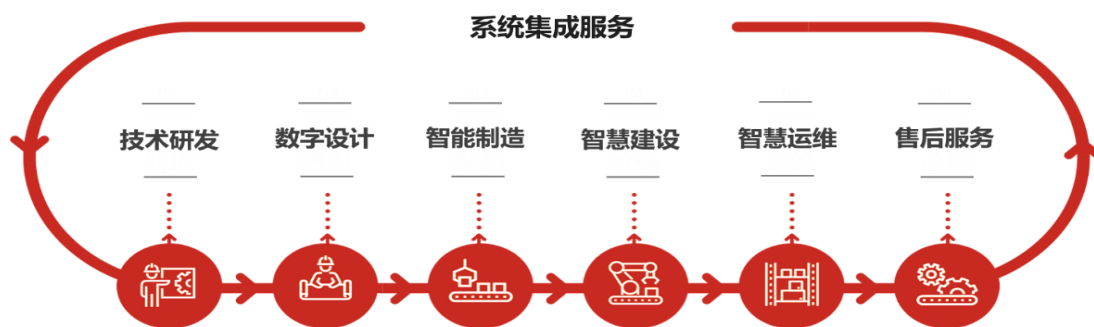 系统集成服务
技术研发
数字设计
智能制造
智慧建设
智慧运维
售后服务